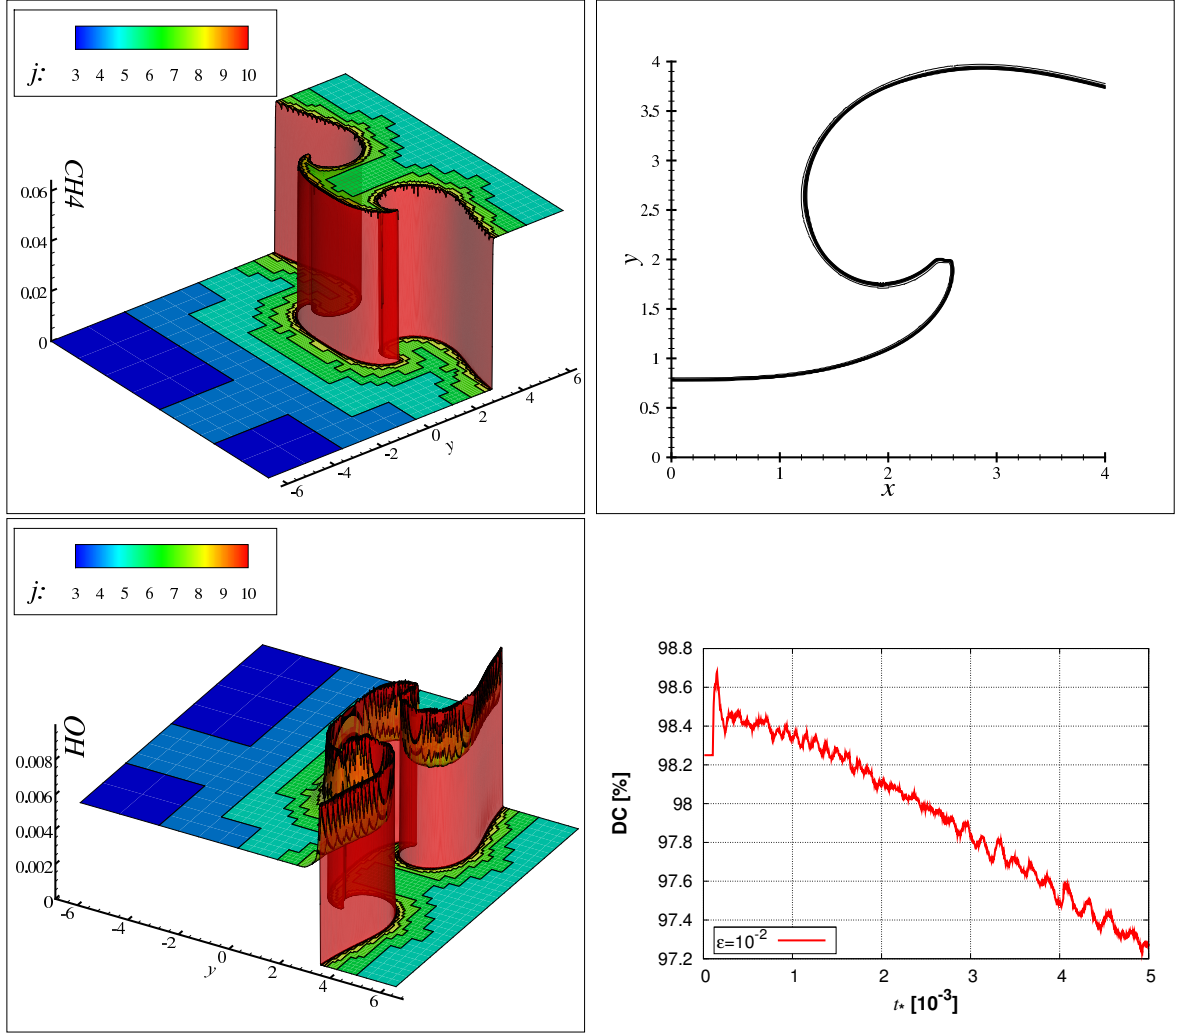 j: 3 4 5 6 7 8 9 10
CH4
0.06
0.04
0.02
0
-6 -4 -2 0 2 4 6
y
4
3.5
3
2.5
2
1.5
1
0.5
0
y
0 1 2 3 4
x
j: 3 4 5 6 7 8 9 10
OH
0.008
0.006
0.004
0.002
0
-6 -4 -2 0 2 4 6
y
98.8
98.6
98.4
98.2
98
97.8
97.6
97.4
97.2
DC [%]
ε=10⁻²
0 1 2 3 4 5
t⋆ [10⁻³]